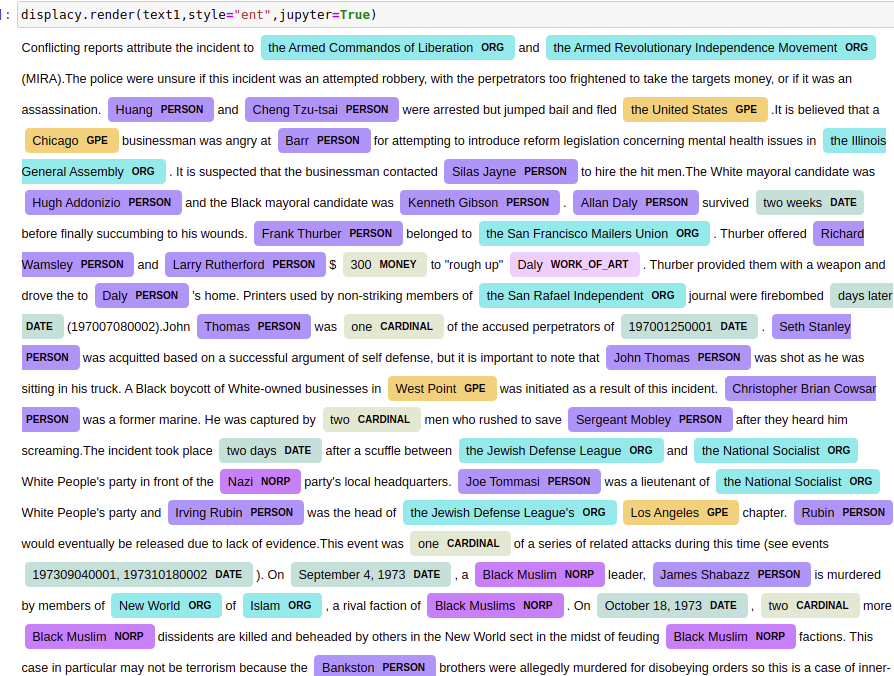 ]: displacy.render(text1,style="ent",jupyter=True)
Conflicting reports attribute the incident to the Armed Commandos of Liberation ORG and the Armed Revolutionary Independence Movement ORG
(MIRA).The police were unsure if this incident was an attempted robbery, with the perpetrators too frightened to take the targets money, or if it was an
assassination. Huang PERSON and Cheng Tzu-tsai PERSON were arrested but jumped bail and fled the United States GPE .It is believed that a
Chicago GPE businessman was angry at Barr PERSON for attempting to introduce reform legislation concerning mental health issues in the Illinois
General Assembly ORG . It is suspected that the businessman contacted Silas Jayne PERSON to hire the hit men.The White mayoral candidate was
Hugh Addonizio PERSON and the Black mayoral candidate was Kenneth Gibson PERSON . Allan Daly PERSON survived two weeks DATE
before finally succumbing to his wounds. Frank Thurber PERSON belonged to the San Francisco Mailers Union ORG . Thurber offered Richard
Wamsley PERSON and Larry Rutherford PERSON $ 300 MONEY to "rough up" Daly WORK_OF_ART . Thurber provided them with a weapon and
drove the to Daly PERSON 's home. Printers used by non-striking members of the San Rafael Independent ORG journal were firebombed days later
DATE (197007080002).John Thomas PERSON was one CARDINAL of the accused perpetrators of 197001250001 DATE . Seth Stanley
PERSON was acquitted based on a successful argument of self defense, but it is important to note that John Thomas PERSON was shot as he was
sitting in his truck. A Black boycott of White-owned businesses in West Point GPE was initiated as a result of this incident. Christopher Brian Cowsar
PERSON was a former marine. He was captured by two CARDINAL men who rushed to save Sergeant Mobley PERSON after they heard him
screaming.The incident took place two days DATE after a scuffle between the Jewish Defense League ORG and the National Socialist ORG
White People's party in front of the Nazi NORP party's local headquarters. Joe Tommasi PERSON was a lieutenant of the National Socialist ORG
White People's party and Irving Rubin PERSON was the head of the Jewish Defense League's ORG Los Angeles GPE chapter. Rubin PERSON
would eventually be released due to lack of evidence.This event was one CARDINAL of a series of related attacks during this time (see events
197309040001, 197310180002 DATE ). On September 4, 1973 DATE , a Black Muslim NORP leader, James Shabazz PERSON is murdered
by members of New World ORG of Islam ORG , a rival faction of Black Muslims NORP . On October 18, 1973 DATE , two CARDINAL more
Black Muslim NORP dissidents are killed and beheaded by others in the New World sect in the midst of feuding Black Muslim NORP factions. This
case in particular may not be terrorism because the Bankston PERSON brothers were allegedly murdered for disobeying orders so this is a case of inner-